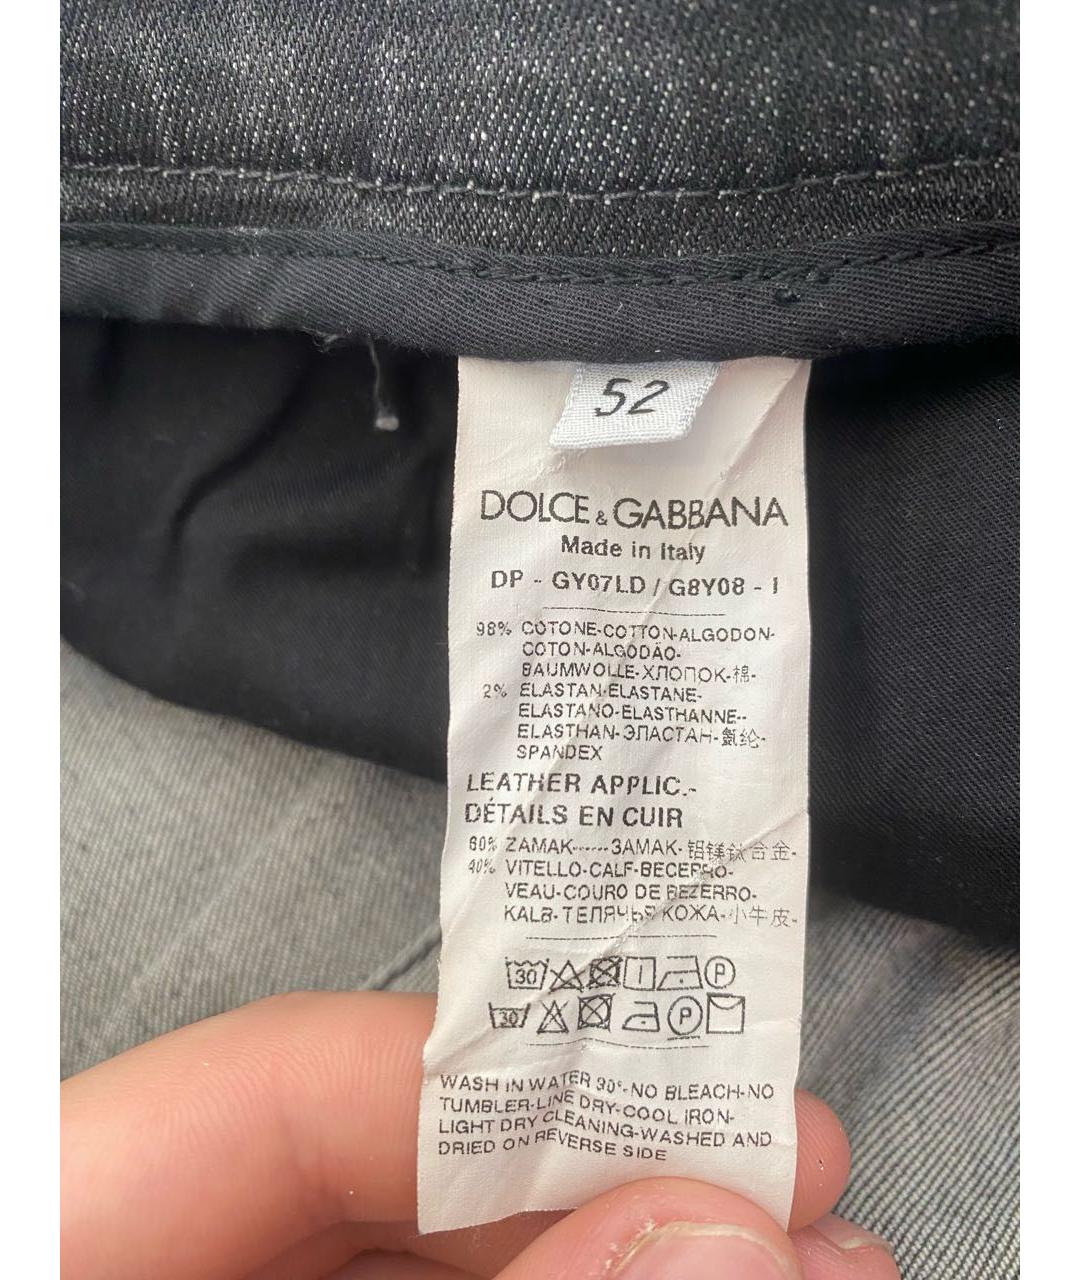 52
DOLCE & GABBANA
Made in Italy
DP - GY07LD / G8Y08 - I
98% COTONE-COTTON-ALGODON-
COTON-ALGODÃO-
BAUMWOLLE-ХЛОПОК-棉-
2% ELASTAN-ELASTANE-
ELASTANO-ELASTHANNE--
ELASTHAN-ЭЛАСТАН-氨纶-
SPANDEX
LEATHER APPLIC.-
DÉTAILS EN CUIR
60% ZAMAK------ЗАМАК-铝镁钛合金-
40% VITELLO-CALF-BECERRO-
VEAU-COURO DE BEZERRO-
KALB-ТЕЛЯЧЬЯ КОЖА-小牛皮-
30 P
30 P
WASH IN WATER 30°-NO BLEACH-NO
TUMBLER-LINE DRY-COOL IRON-
LIGHT DRY CLEANING-WASHED AND
DRIED ON REVERSE SIDE